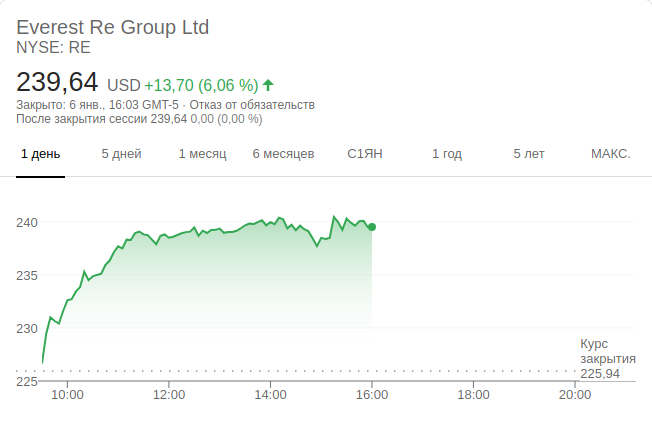 Everest Re Group Ltd
NYSE: RE
239,64 USD +13,70 (6,06 %)
Закрыто: 6 янв., 16:03 GMT-5 · Отказ от обязательств
После закрытия сессии 239,64 0,00 (0,00 %)
1 день 5 дней 1 месяц 6 месяцев С1ЯН 1 год 5 лет МАКС.
240
235
230
Курс
закрытия
225,94
225
10:00 12:00 14:00 16:00 18:00 20:00